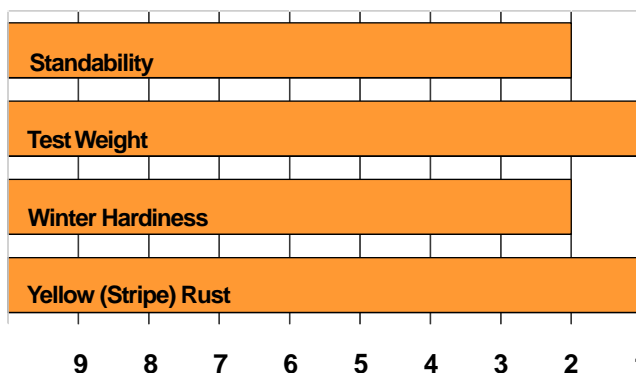 Standability
Test Weight
Winter Hardiness
Yellow (Stripe) Rust
9 8 7 6 5 4 3 2